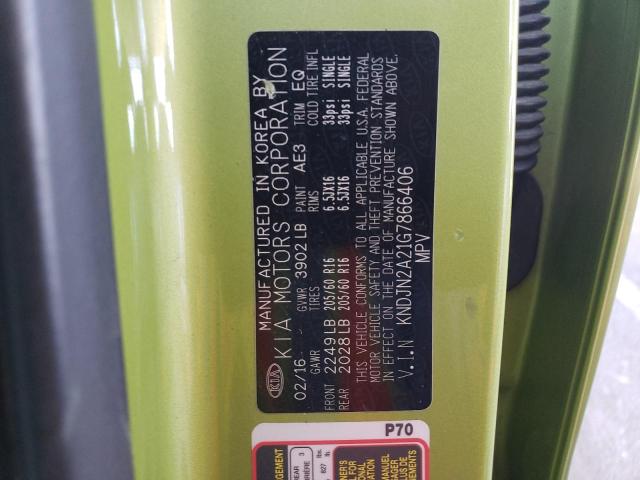 MANUFACTURED IN KOREA BY
KIA MOTORS CORPORATION
KIA
02/16 GVWR 3902 LB PAINT AE3 TRIM EQ
GAWR TIRES RIMS COLD TIRE INFL
FRONT 2249 LB 205/60 R16 6.5JX16 33psi SINGLE
REAR 2028 LB 205/60 R16 6.5JX16 33psi SINGLE
THIS VEHICLE CONFORMS TO ALL APPLICABLE U.S.A. FEDERAL
MOTOR VEHICLE SAFETY AND THEFT PREVENTION STANDARDS
IN EFFECT ON THE DATE OF MANUFACTURE SHOWN ABOVE.
V.I.N KNDJN2A21G7866406
MPV
P70